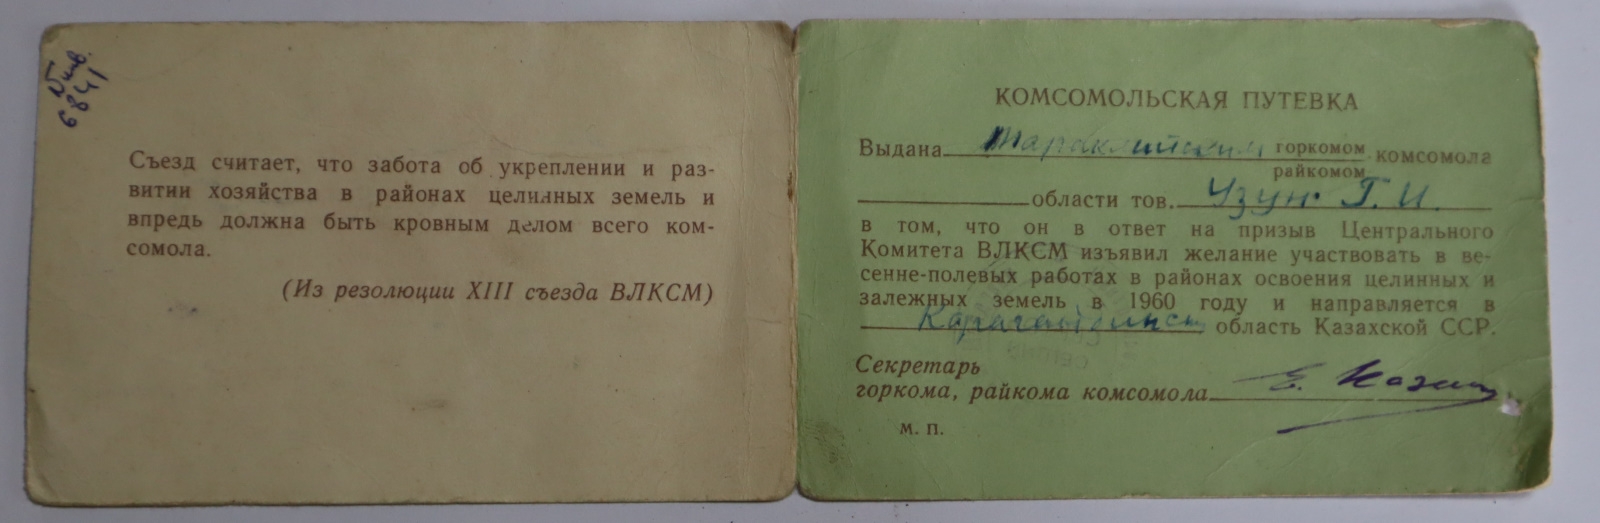 Инв.
6841
Съезд считает, что забота об укреплении и раз-
витии хозяйства в районах целинных земель и
впредь должна быть кровным делом всего ком-
сомола.
(Из резолюции XIII съезда ВЛКСМ)
КОМСОМОЛЬСКАЯ ПУТЕВКА
Выдана Тараклийским горкомом комсомола
райкомом
области тов. Узун Г. И.
в том, что он в ответ на призыв Центрального
Комитета ВЛКСМ изъявил желание участвовать в ве-
сенне-полевых работах в районах освоения целинных и
залежных земель в 1960 году и направляется в
Карагандинск область Казахской ССР.
Секретарь
горкома, райкома комсомола Е.
м. п.